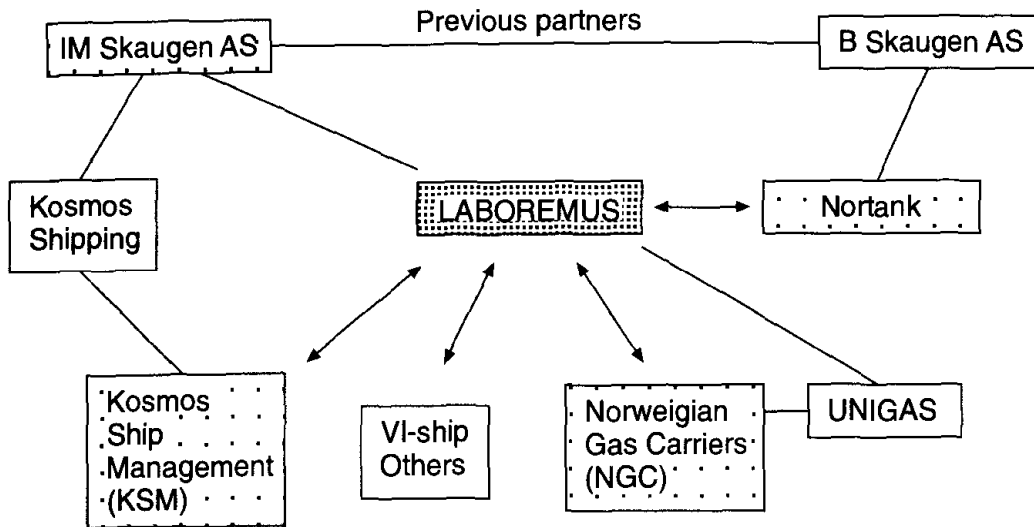 Previous partners
IM Skaugen AS
B Skaugen AS
Kosmos
Shipping
LABOREMUS
Nortank
Kosmos
Ship
Management
(KSM)
VI-ship
Others
Norweigian
Gas Carriers
(NGC)
UNIGAS